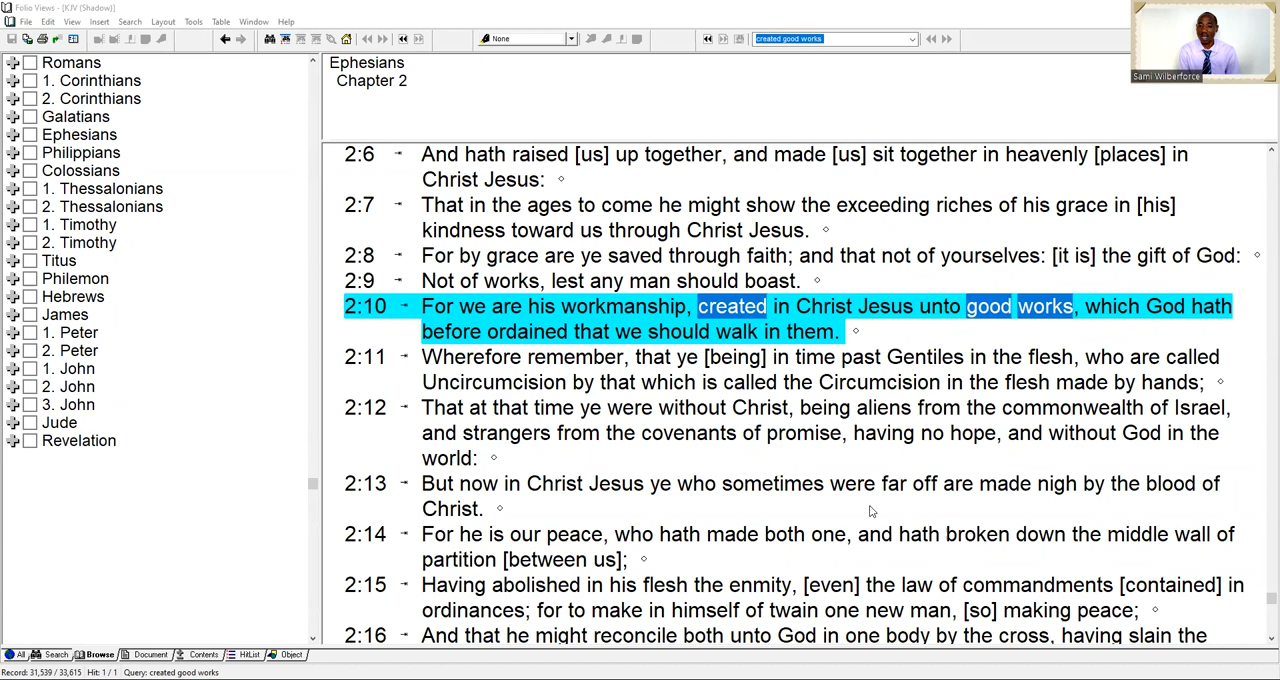 Folio Views - [KJV (Shadow)]
File Edit View Insert Search Layout Tools Table Window Help
None
created good works
Sami Wilberforce
Romans
1. Corinthians
2. Corinthians
Galatians
Ephesians
Philippians
Colossians
1. Thessalonians
2. Thessalonians
1. Timothy
2. Timothy
Titus
Philemon
Hebrews
James
1. Peter
2. Peter
1. John
2. John
3. John
Jude
Revelation
Ephesians
Chapter 2
2:6 And hath raised [us] up together, and made [us] sit together in heavenly [places] in
Christ Jesus:
2:7 That in the ages to come he might show the exceeding riches of his grace in [his]
kindness toward us through Christ Jesus.
2:8 For by grace are ye saved through faith; and that not of yourselves: [it is] the gift of God:
2:9 Not of works, lest any man should boast.
2:10 For we are his workmanship, created in Christ Jesus unto good works, which God hath
before ordained that we should walk in them.
2:11 Wherefore remember, that ye [being] in time past Gentiles in the flesh, who are called
Uncircumcision by that which is called the Circumcision in the flesh made by hands;
2:12 That at that time ye were without Christ, being aliens from the commonwealth of Israel,
and strangers from the covenants of promise, having no hope, and without God in the
world:
2:13 But now in Christ Jesus ye who sometimes were far off are made nigh by the blood of
Christ.
2:14 For he is our peace, who hath made both one, and hath broken down the middle wall of
partition [between us];
2:15 Having abolished in his flesh the enmity, [even] the law of commandments [contained] in
ordinances; for to make in himself of twain one new man, [so] making peace;
2:16 And that he might reconcile both unto God in one body by the cross, having slain the
All Search Browse Document Contents HitList Object
Record: 31,539 / 33,615 Hit: 1 / 1 Query: created good works